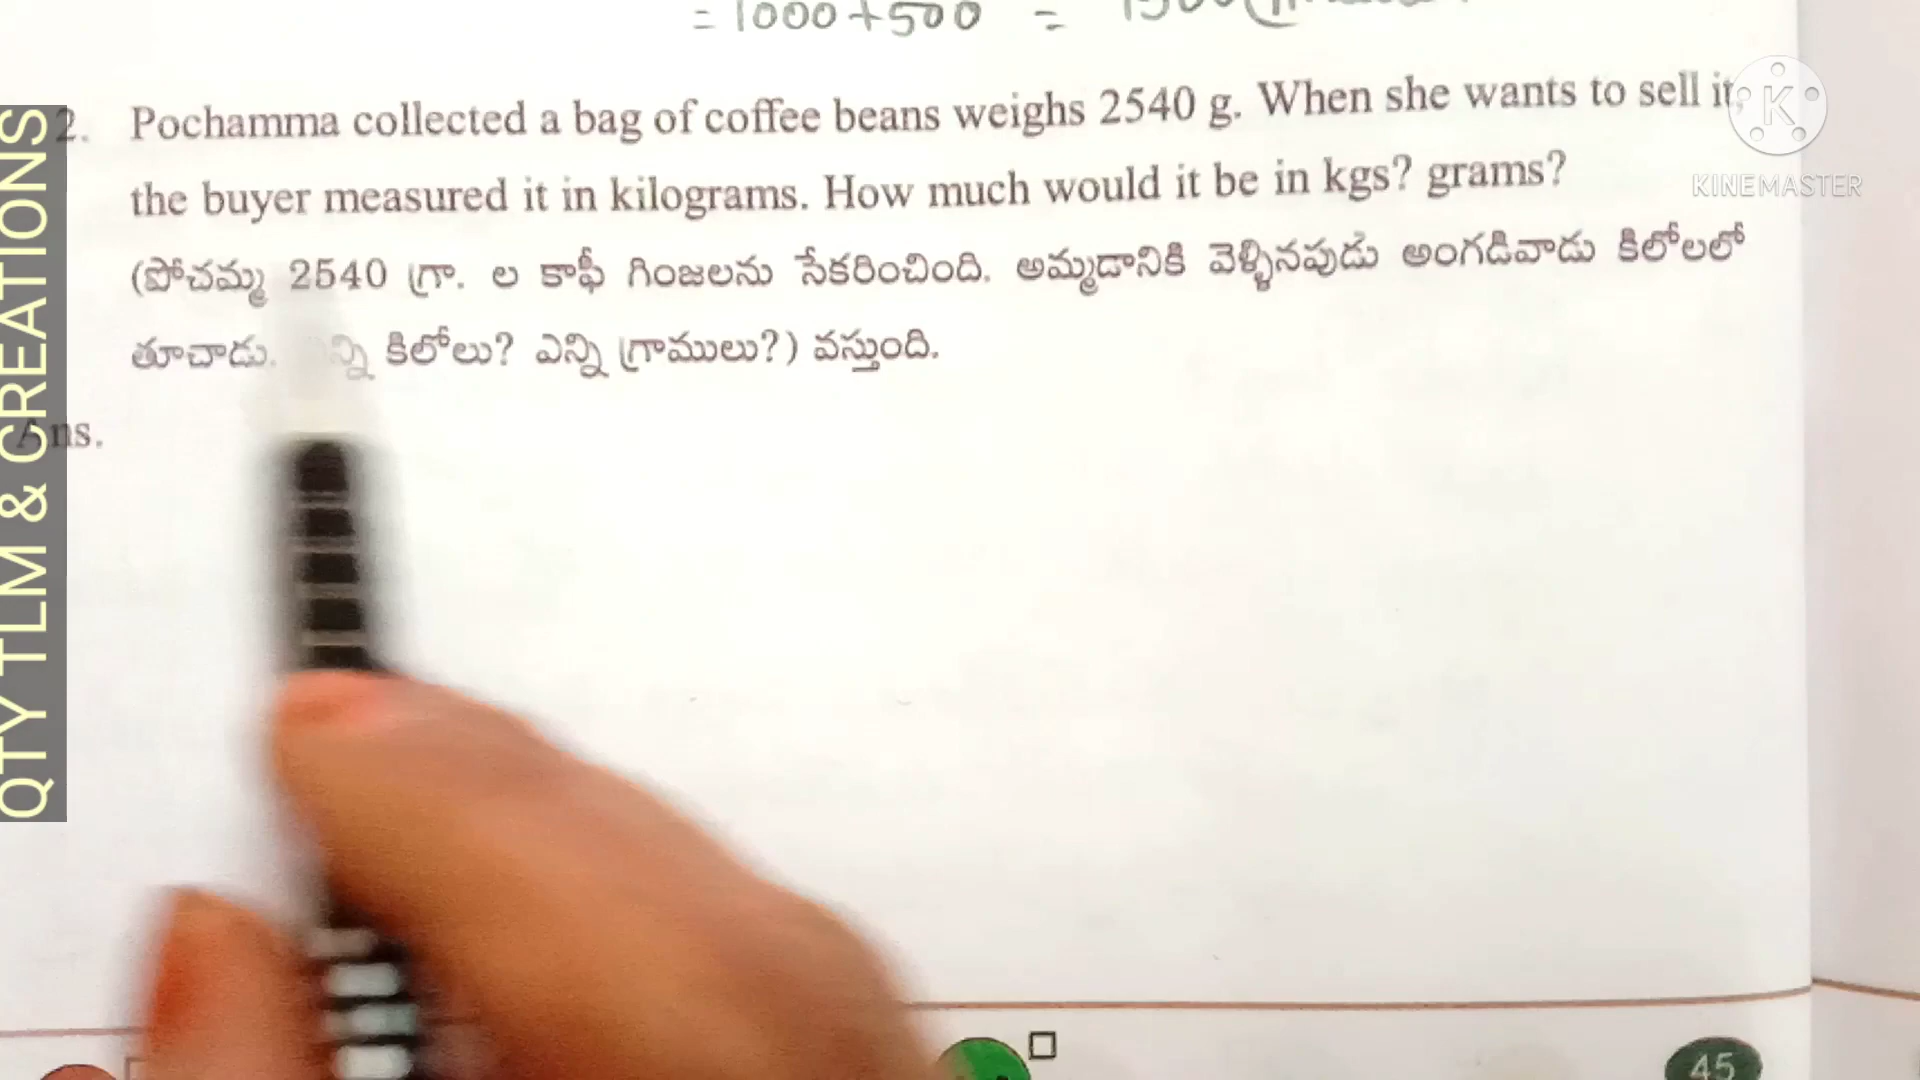 = 1000 + 500 =
2. Pochamma collected a bag of coffee beans weighs 2540 g. When she wants to sell it,
the buyer measured it in kilograms. How much would it be in kgs? grams?
(పోచమ్మ 2540 గ్రా. ల కాఫీ గింజలను సేకరించింది. అమ్మడానికి వెళ్ళినపుడు అంగడివాడు కిలోలలో
తూచాడు. కిలోలు? ఎన్ని గ్రాములు?) వస్తుంది.
Ans.
45
QTY TLM & CREATIONS
K
KINEMASTER